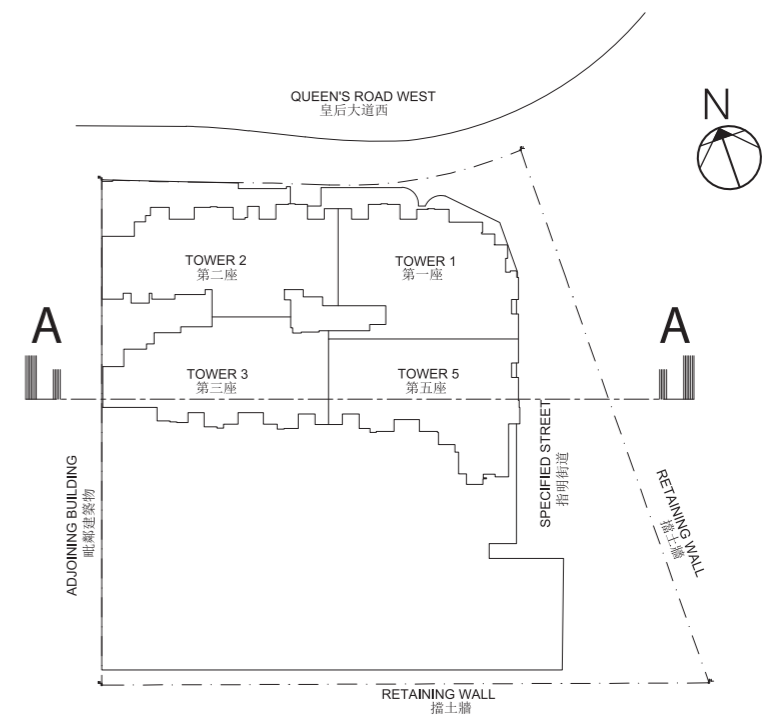 QUEEN'S ROAD WEST
皇后大道西
N
TOWER 2
第二座
TOWER 1
第一座
A
A
TOWER 3
第三座
TOWER 5
第五座
ADJOINING BUILDING
毗鄰建築物
SPECIFIED STREET
指明街道
RETAINING WALL
擋土牆
RETAINING WALL
擋土牆